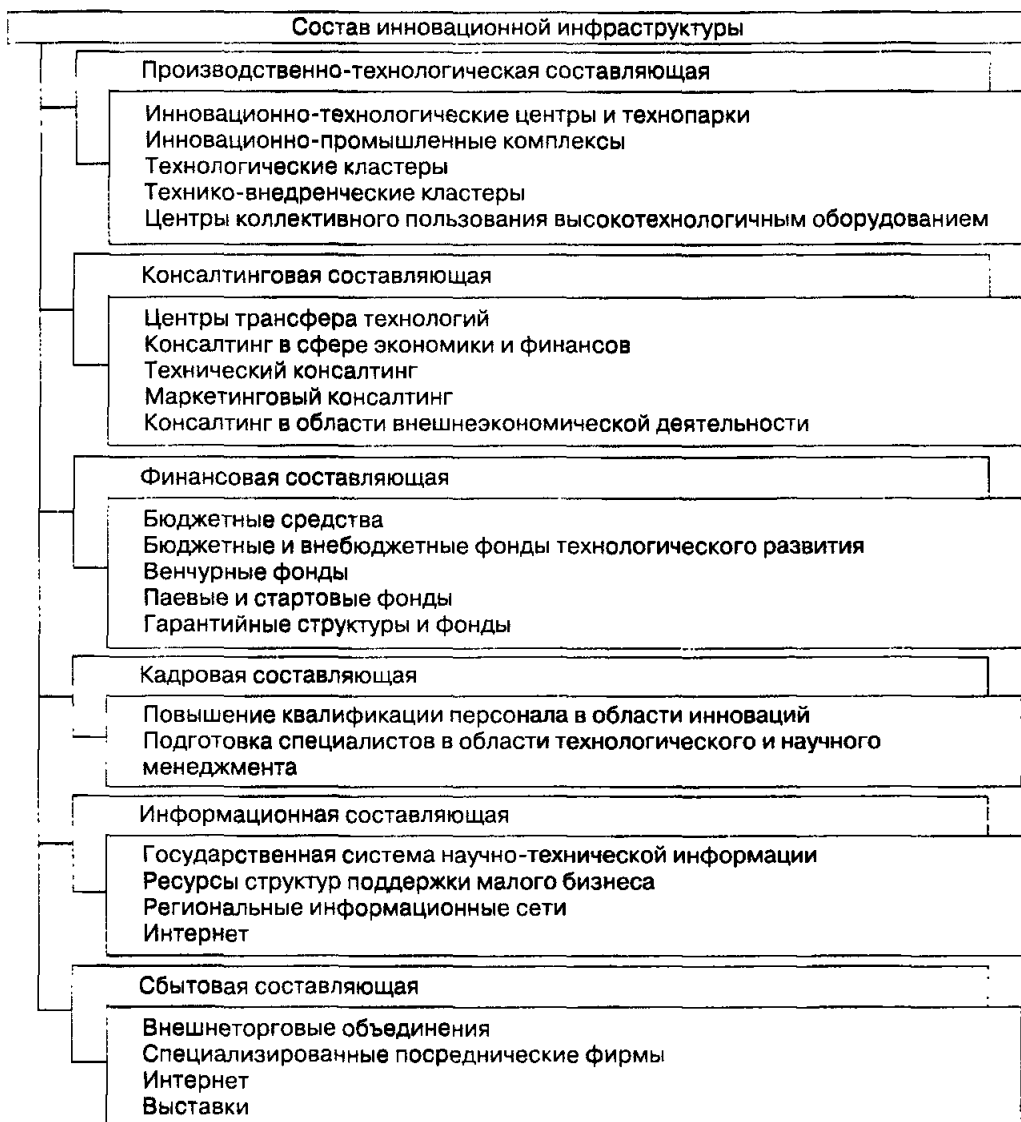 Состав инновационной инфраструктуры
Производственно-технологическая составляющая
Инновационно-технологические центры и технопарки
Инновационно-промышленные комплексы
Технологические кластеры
Технико-внедренческие кластеры
Центры коллективного пользования высокотехнологичным оборудованием
Консалтинговая составляющая
Центры трансфера технологий
Консалтинг в сфере экономики и финансов
Технический консалтинг
Маркетинговый консалтинг
Консалтинг в области внешнеэкономической деятельности
Финансовая составляющая
Бюджетные средства
Бюджетные и внебюджетные фонды технологического развития
Венчурные фонды
Паевые и стартовые фонды
Гарантийные структуры и фонды
Кадровая составляющая
Повышение квалификации персонала в области инноваций
Подготовка специалистов в области технологического и научного
менеджмента
Информационная составляющая
Государственная система научно-технической информации
Ресурсы структур поддержки малого бизнеса
Региональные информационные сети
Интернет
Сбытовая составляющая
Внешнеторговые объединения
Специализированные посреднические фирмы
Интернет
Выставки